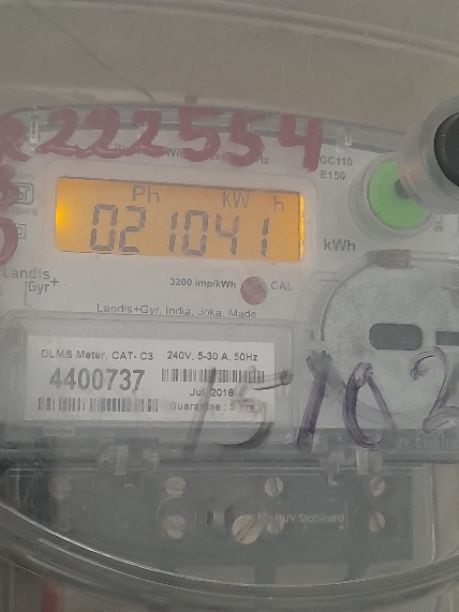 222554
GC110
E150
Ph kW h
021041
kWh
Landis
Gyr+
3200 imp/kWh CAL
Landis+Gyr, India, Joka, Made
DLMS Meter, CAT- C3 240V, 5-30 A, 50Hz
4400737
Jul 2016
Guarantee : 5 Yrs
15702
UV Stabilised